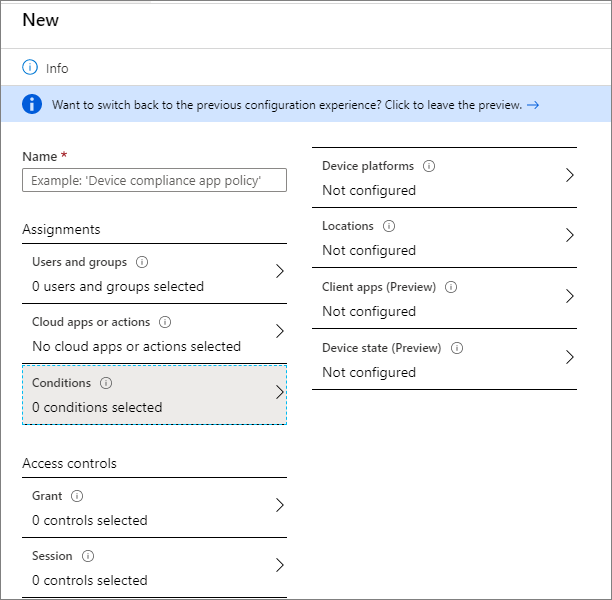 New
Info
Want to switch back to the previous configuration experience? Click to leave the preview. →
Name *
Example: 'Device compliance app policy'
Assignments
Users and groups
0 users and groups selected
Cloud apps or actions
No cloud apps or actions selected
Conditions
0 conditions selected
Access controls
Grant
0 controls selected
Session
0 controls selected
Device platforms
Not configured
Locations
Not configured
Client apps (Preview)
Not configured
Device state (Preview)
Not configured